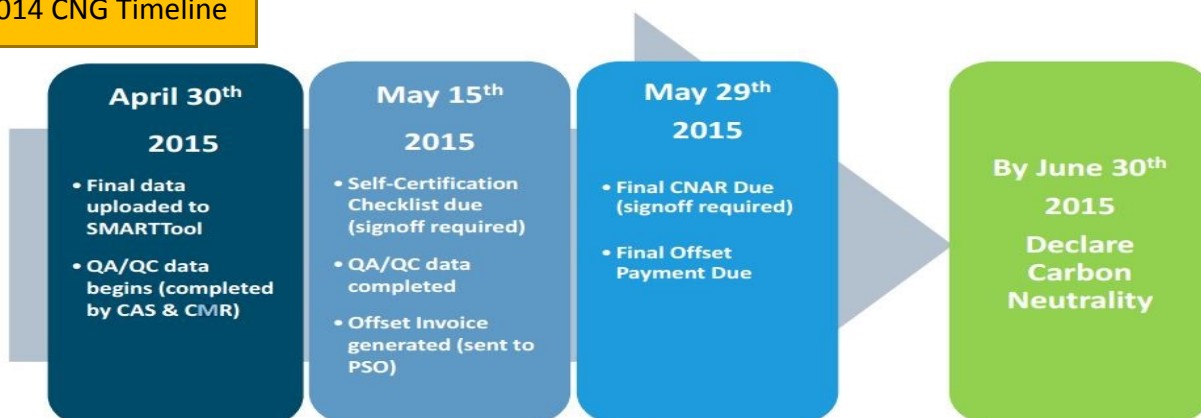 014 CNG Timeline
April 30th
2015
• Final data
uploaded to
SMARTTool
• QA/QC data
begins (completed
by CAS & CMR)
May 15th
2015
• Self-Certification
Checklist due
(signoff required)
• QA/QC data
completed
• Offset Invoice
generated (sent to
PSO)
May 29th
2015
• Final CNAR Due
(signoff required)
• Final Offset
Payment Due
By June 30th
2015
Declare
Carbon
Neutrality